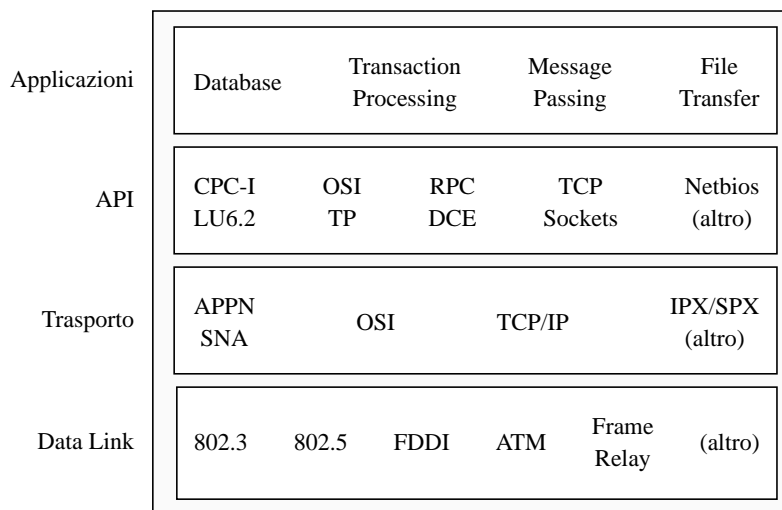 Applicazioni
Database
Transaction
Processing
Message
Passing
File
Transfer
API
CPC-I
LU6.2
OSI
TP
RPC
DCE
TCP
Sockets
Netbios
(altro)
Trasporto
APPN
SNA
OSI
TCP/IP
IPX/SPX
(altro)
Data Link
802.3
802.5
FDDI
ATM
Frame
Relay
(altro)